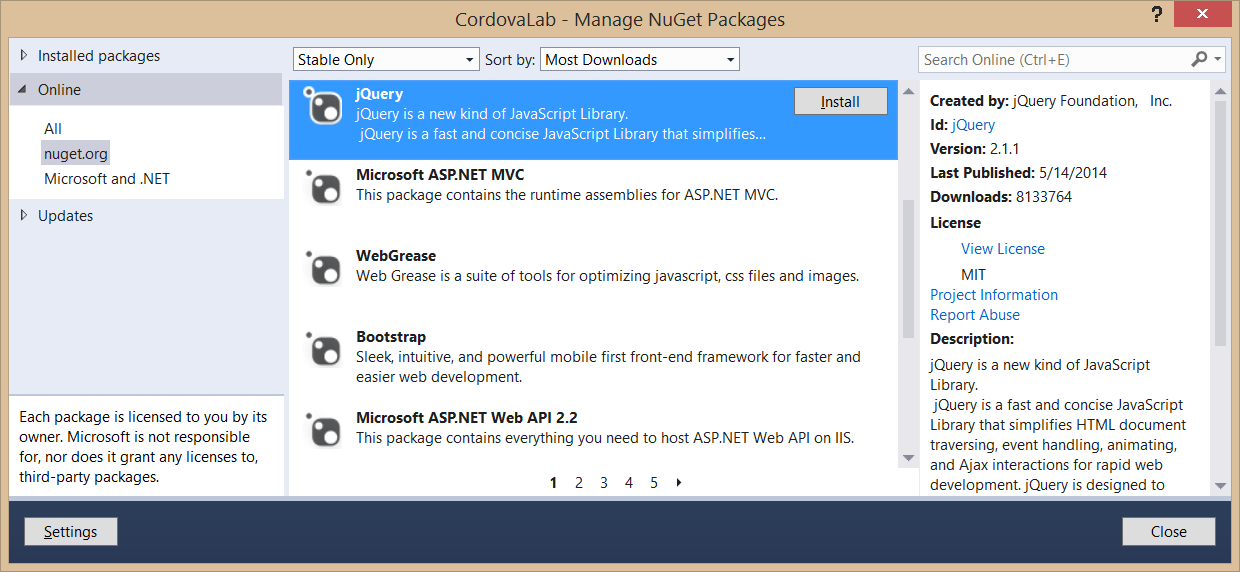 CordovaLab - Manage NuGet Packages
?
Installed packages
Online
All
nuget.org
Microsoft and .NET
Updates
Each package is licensed to you by its
owner. Microsoft is not responsible
for, nor does it grant any licenses to,
third-party packages.
Stable Only
Sort by:
Most Downloads
jQuery
Install
jQuery is a new kind of JavaScript Library.
jQuery is a fast and concise JavaScript Library that simplifies...
Microsoft ASP.NET MVC
This package contains the runtime assemblies for ASP.NET MVC.
WebGrease
Web Grease is a suite of tools for optimizing javascript, css files and images.
Bootstrap
Sleek, intuitive, and powerful mobile first front-end framework for faster and
easier web development.
Microsoft ASP.NET Web API 2.2
This package contains everything you need to host ASP.NET Web API on IIS.
1 2 3 4 5
Search Online (Ctrl+E)
Created by: jQuery Foundation, Inc.
Id: jQuery
Version: 2.1.1
Last Published: 5/14/2014
Downloads: 8133764
License
View License
MIT
Project Information
Report Abuse
Description:
jQuery is a new kind of JavaScript
Library.
jQuery is a fast and concise JavaScript
Library that simplifies HTML document
traversing, event handling, animating,
and Ajax interactions for rapid web
development. jQuery is designed to
Settings
Close